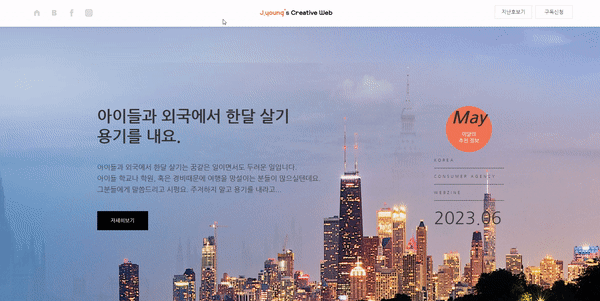 B f
J.young's Creative Web
지난호보기 구독신청
아이들과 외국에서 한달 살기
용기를 내요.
아이들과 외국에서 한달 살기는 꿈같은 일이면서도 두려운 일입니다.
아이들 학교나 학원, 혹은 경비때문에 여행을 망설이는 분들이 많으실텐데요.
그분들에게 말씀드리고 시펑요. 주저하지 말고 용기를 내라고...
자세히보기
May
이달의
추천 정보
KOREA
CONSUMER AGENCY
WEBZINE
2023.06